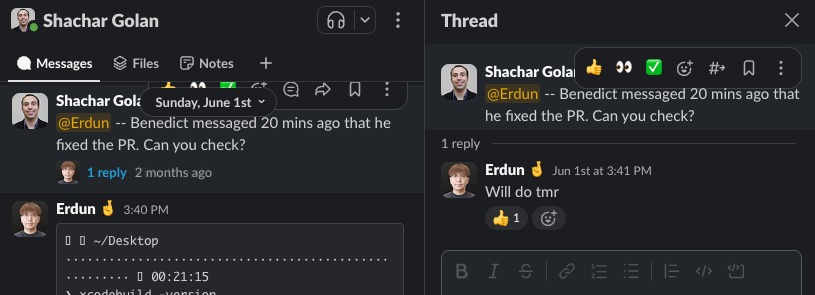 Shachar Golan
Messages
Files
Notes
Shachar
Sunday, June 1st
@Erdun -- Benedict messaged 20 mins ago that he
fixed the PR. Can you check?
1 reply 2 months ago
Erdun 3:40 PM
~/Desktop
..........................................
......... 00:21:15
❯ xcodebuild -version
Thread
Shachar Golan
@Erdun -- Benedict messaged 20 mins ago that
he fixed the PR. Can you check?
1 reply
Erdun Jun 1st at 3:41 PM
Will do tmr
1